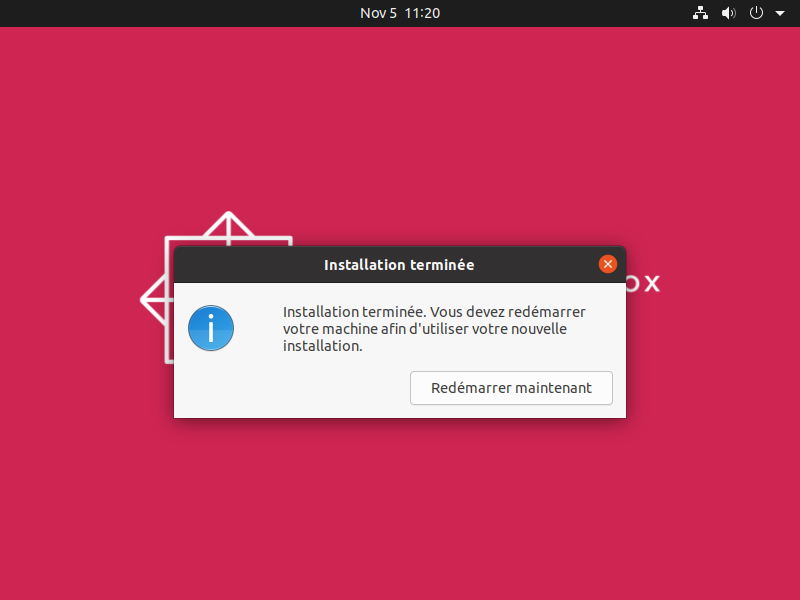 Nov 5 11:20
OX
Installation terminée
Installation terminée. Vous devez redémarrer
votre machine afin d'utiliser votre nouvelle
installation.
Redémarrer maintenant